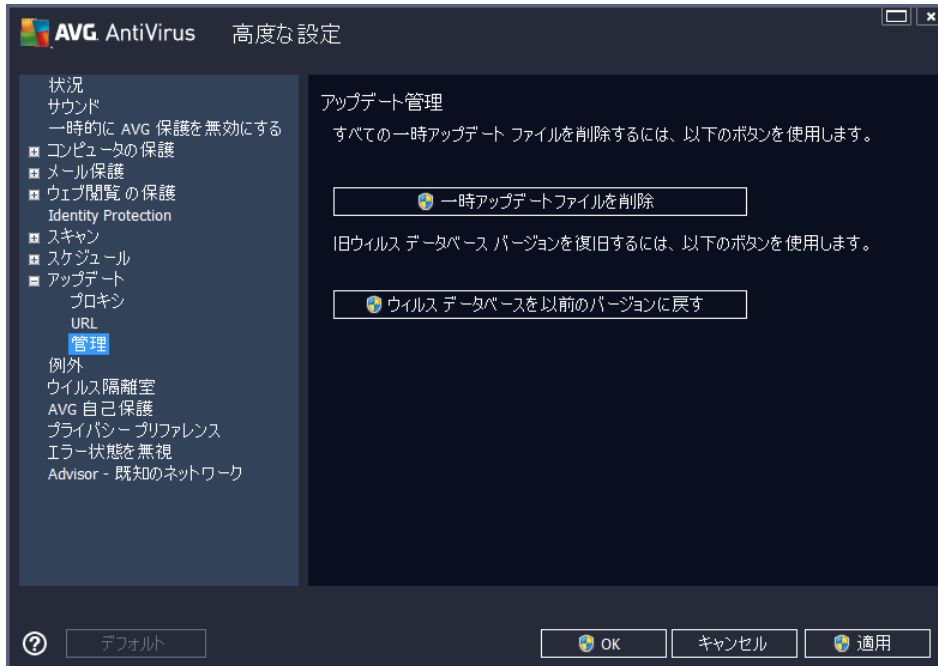 AVG. AntiVirus 高度な設定
状況
サウンド
一時的に AVG 保護を無効にする
コンピュータの保護
メール保護
ウェブ閲覧の保護
Identity Protection
スキャン
スケジュール
アップデート
プロキシ
URL
管理
例外
ウイルス隔離室
AVG 自己保護
プライバシー プリファレンス
エラー状態を無視
Advisor - 既知のネットワーク
アップデート管理
すべての一時アップデート ファイルを削除するには、以下のボタンを使用します。
一時アップデートファイルを削除
旧ウィルス データベース バージョンを復旧するには、以下のボタンを使用します。
ウィルス データベースを以前のバージョンに戻す
デフォルト
OK
キャンセル
適用